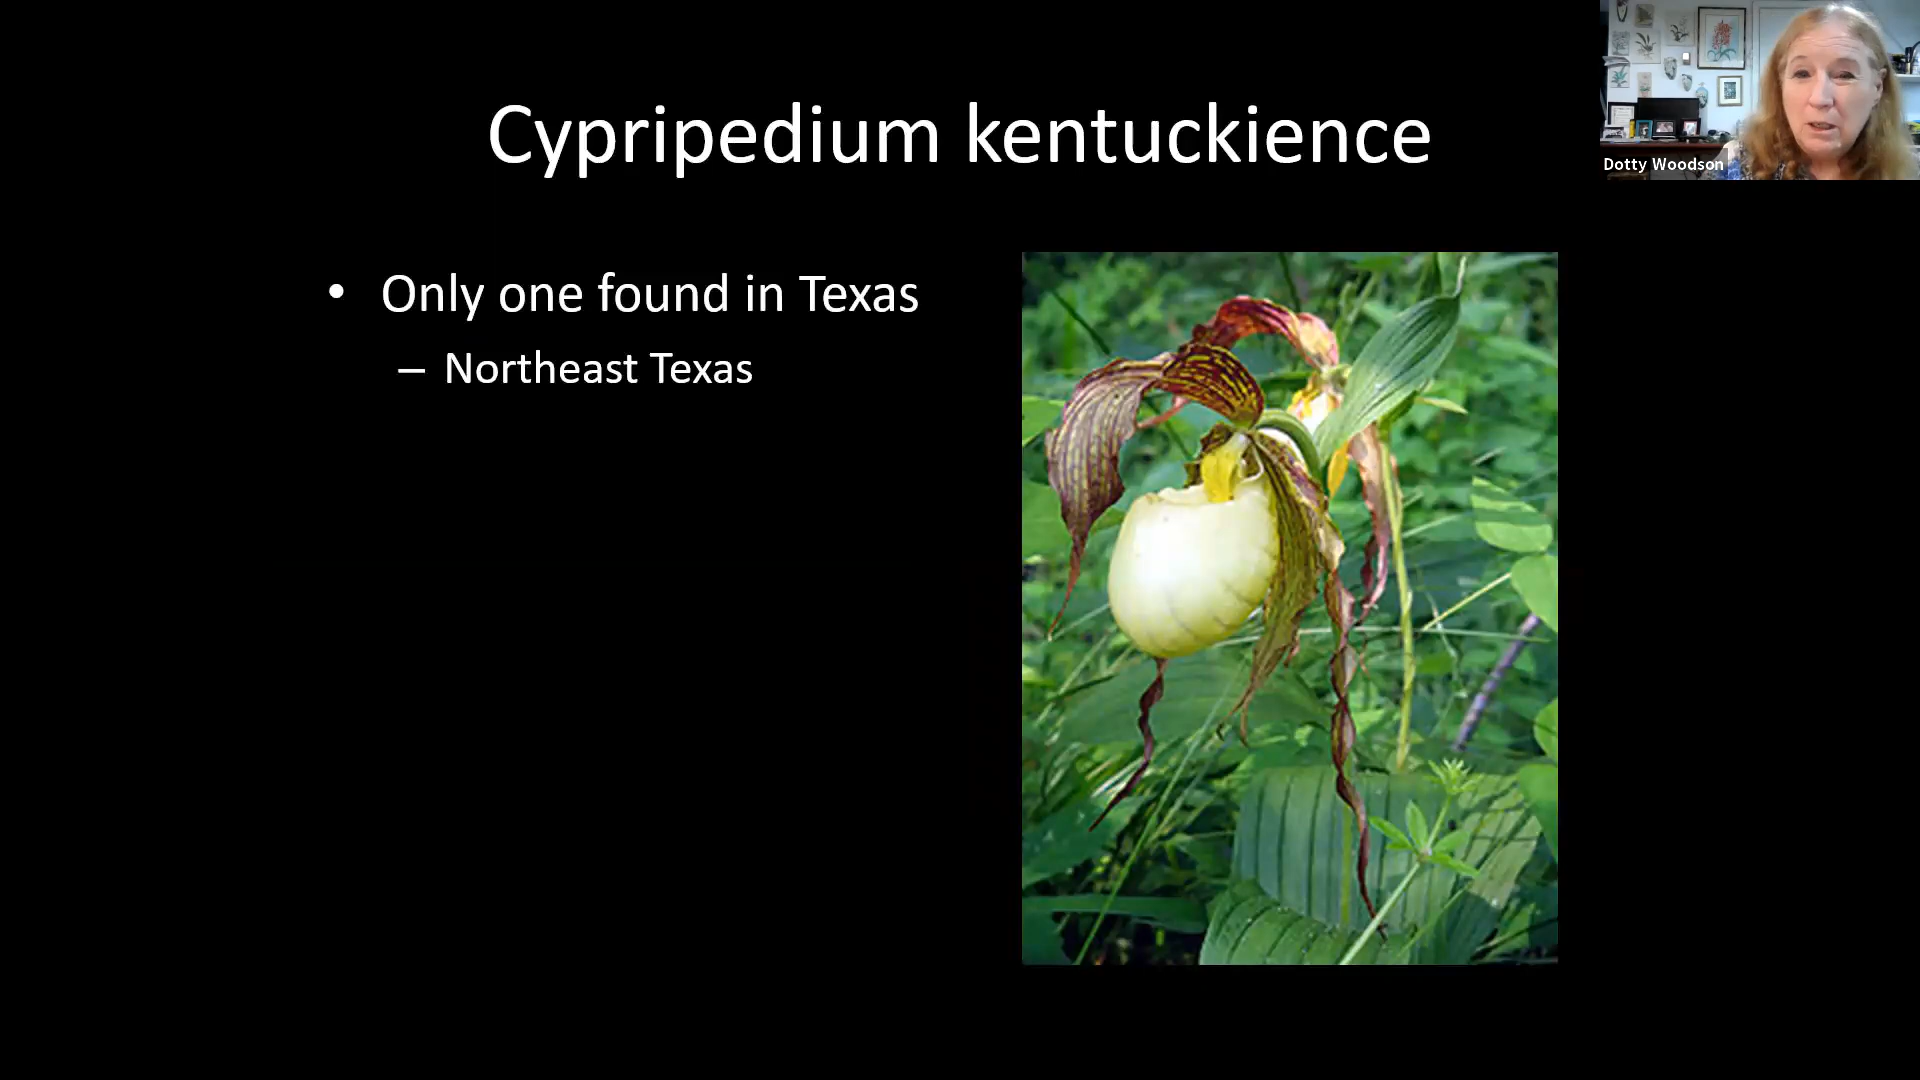 Cypripedium kentuckience
Dotty Woodson
• Only one found in Texas
– Northeast Texas